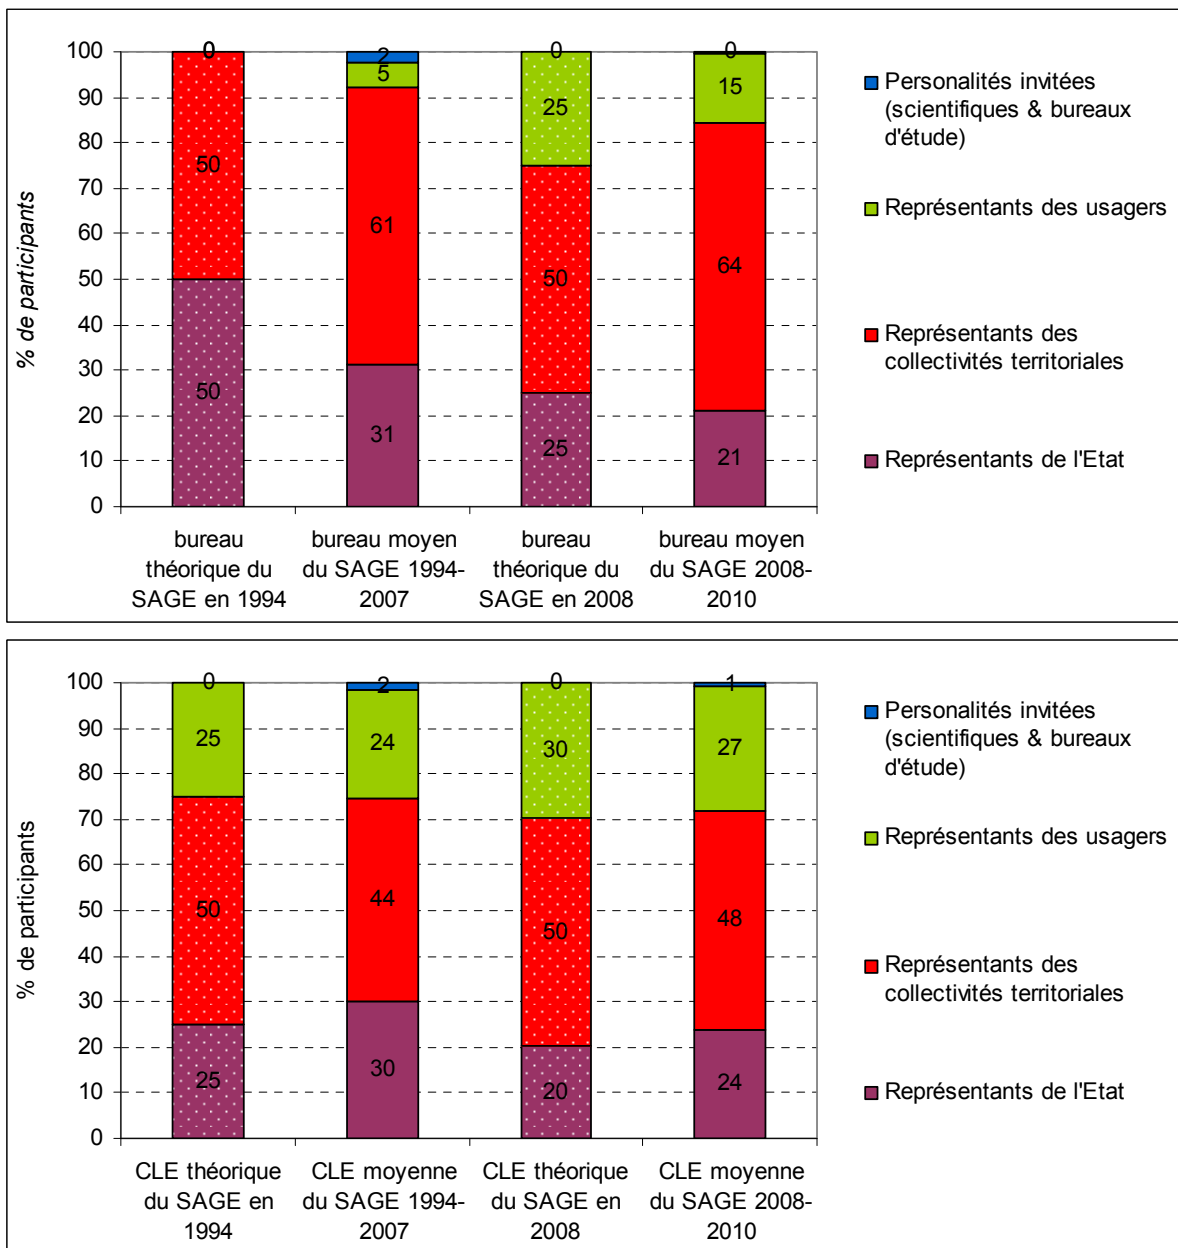 % de participants
100
90
80
70
60
50
40
30
20
10
0
0
50
50
2
5
61
31
0
25
50
25
0
15
64
21
bureau
théorique du
SAGE en 1994
bureau moyen
du SAGE 1994-
2007
bureau
théorique du
SAGE en 2008
bureau moyen
du SAGE 2008-
2010
Personalités invitées
(scientifiques & bureaux
d'étude)
Représentants des usagers
Représentants des
collectivités territoriales
Représentants de l'Etat
% de participants
100
90
80
70
60
50
40
30
20
10
0
0
25
50
25
2
24
44
30
0
30
50
20
1
27
48
24
CLE théorique
du SAGE en
1994
CLE moyenne
du SAGE 1994-
2007
CLE théorique
du SAGE en 2008
CLE moyenne
du SAGE 2008-
2010
Personalités invitées
(scientifiques & bureaux
d'étude)
Représentants des usagers
Représentants des
collectivités territoriales
Représentants de l'Etat